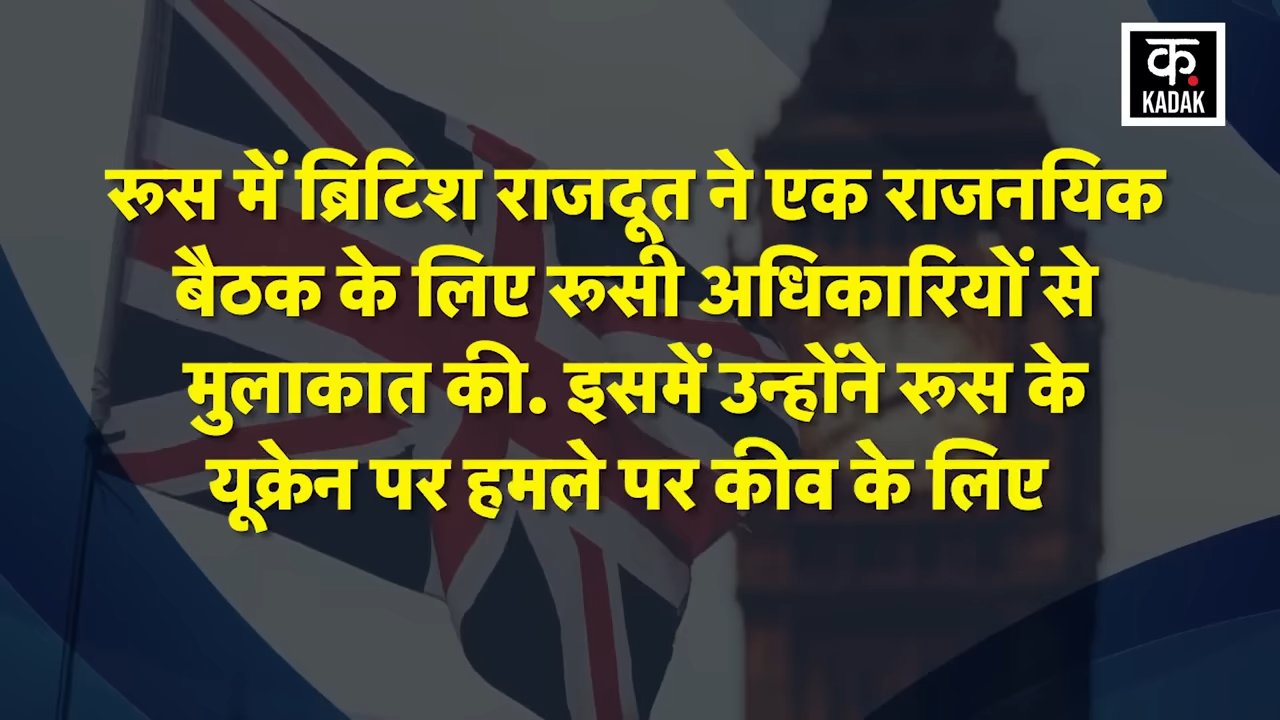 क.
KADAK
रूस में ब्रिटिश राजदूत ने एक राजनयिक
बैठक के लिए रूसी अधिकारियों से
मुलाकात की. इसमें उन्होंने रूस के
यूक्रेन पर हमले पर कीव के लिए